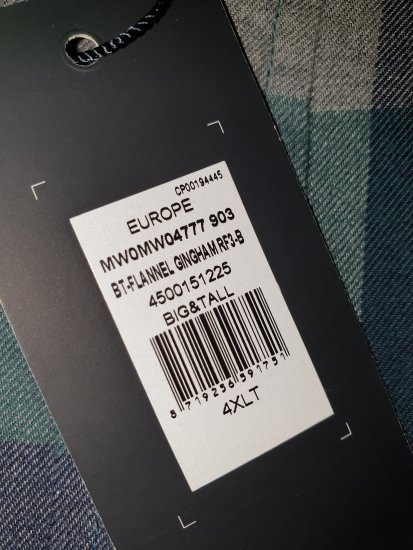 CP00194445
EUROPE
MW0MW04777 903
BT-FLANNEL GINGHAM RF3-B
4500151225
BIG&TALL
8 719256 591751
4XLT